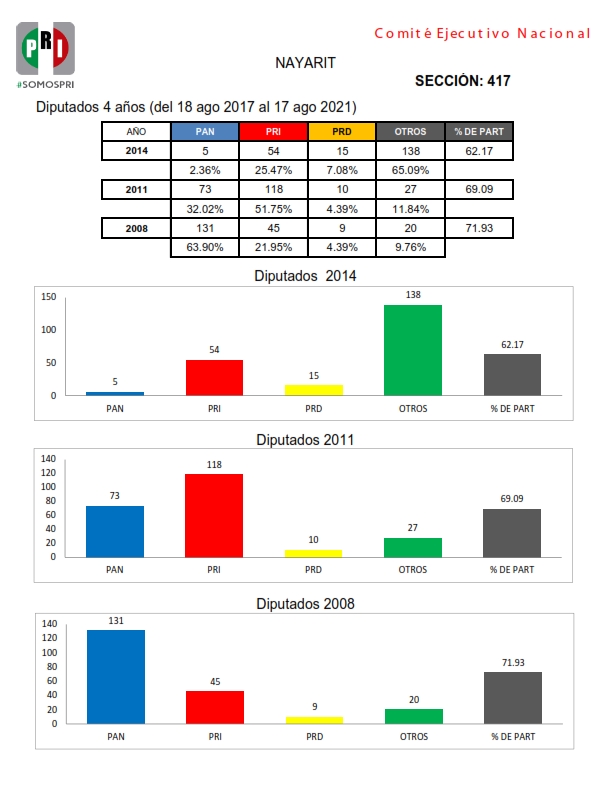 Comité Ejecutivo Nacional
PRI
#SOMOSPRI
NAYARIT
SECCIÓN: 417
Diputados 4 años (del 18 ago 2017 al 17 ago 2021)
AÑO PAN PRI PRD OTROS % DE PART
2014 5 54 15 138 62.17
2.36% 25.47% 7.08% 65.09%
2011 73 118 10 27 69.09
32.02% 51.75% 4.39% 11.84%
2008 131 45 9 20 71.93
63.90% 21.95% 4.39% 9.76%
Diputados 2014
150
100
50
0
5 54 15 138 62.17
PAN PRI PRD OTROS % DE PART
Diputados 2011
140
120
100
80
60
40
20
0
73 118 10 27 69.09
PAN PRI PRD OTROS % DE PART
Diputados 2008
140
120
100
80
60
40
20
0
131 45 9 20 71.93
PAN PRI PRD OTROS % DE PART